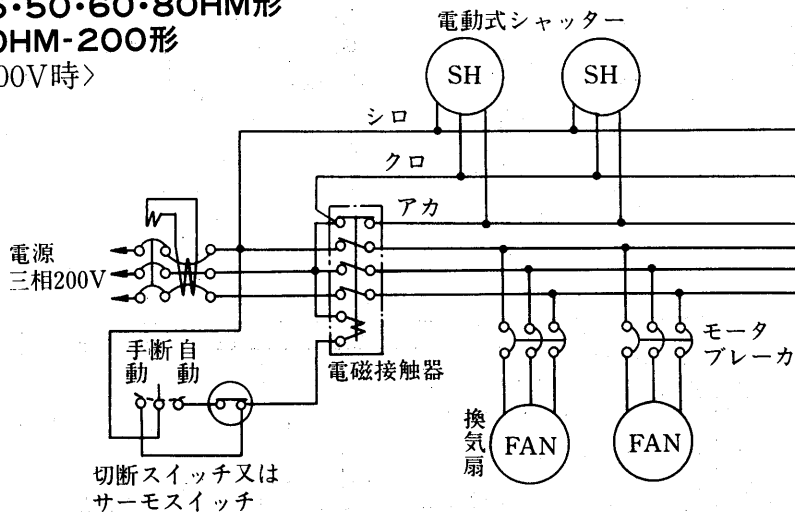 ・50・60・80HM形
0HM-200形
00V時〉
電動式シャッター
SH
SH
シロ
クロ
アカ
電源
三相200V
手動
断
自動
電磁接触器
モータ
ブレーカ
換気扇
FAN
FAN
切断スイッチ又は
サーモスイッチ